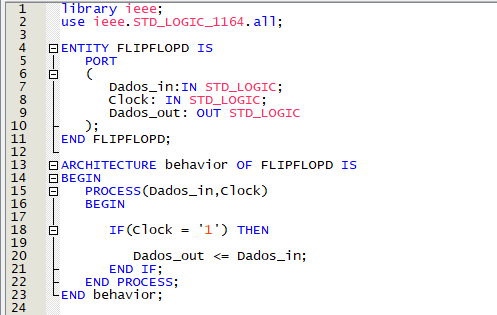 1 library ieee;
2 use ieee.STD_LOGIC_1164.all;
3
4 ENTITY FLIPFLOPD IS
5 PORT
6 (
7 Dados_in:IN STD_LOGIC;
8 Clock: IN STD_LOGIC;
9 Dados_out: OUT STD_LOGIC
10 );
11 END FLIPFLOPD;
12
13 ARCHITECTURE behavior OF FLIPFLOPD IS
14 BEGIN
15 PROCESS(Dados_in,Clock)
16 BEGIN
17
18 IF(Clock = '1') THEN
19
20 Dados_out <= Dados_in;
21 END IF;
22 END PROCESS;
23 END behavior;
24